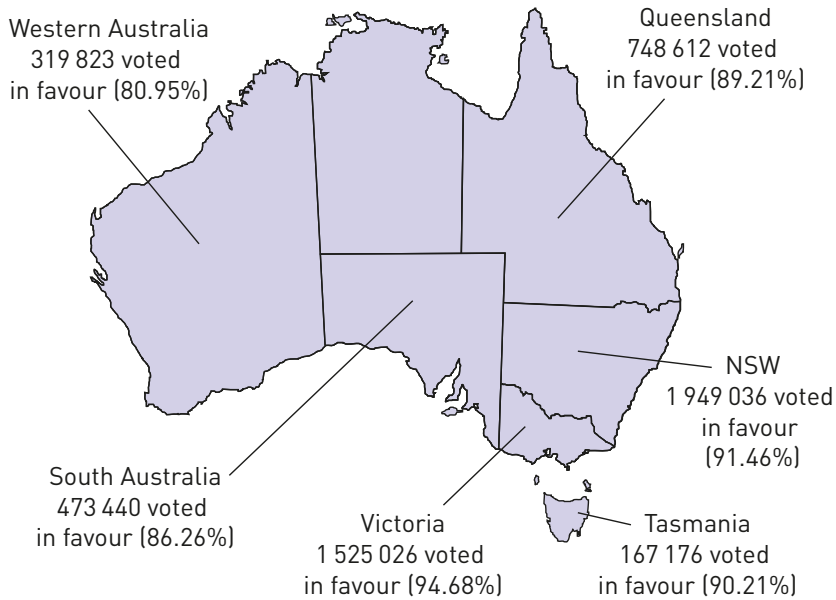 Western Australia
319 823 voted
in favour (80.95%)
Queensland
748 612 voted
in favour (89.21%)
NSW
1 949 036 voted
in favour
(91.46%)
South Australia
473 440 voted
in favour (86.26%)
Victoria
1 525 026 voted
in favour (94.68%)
Tasmania
167 176 voted
in favour (90.21%)